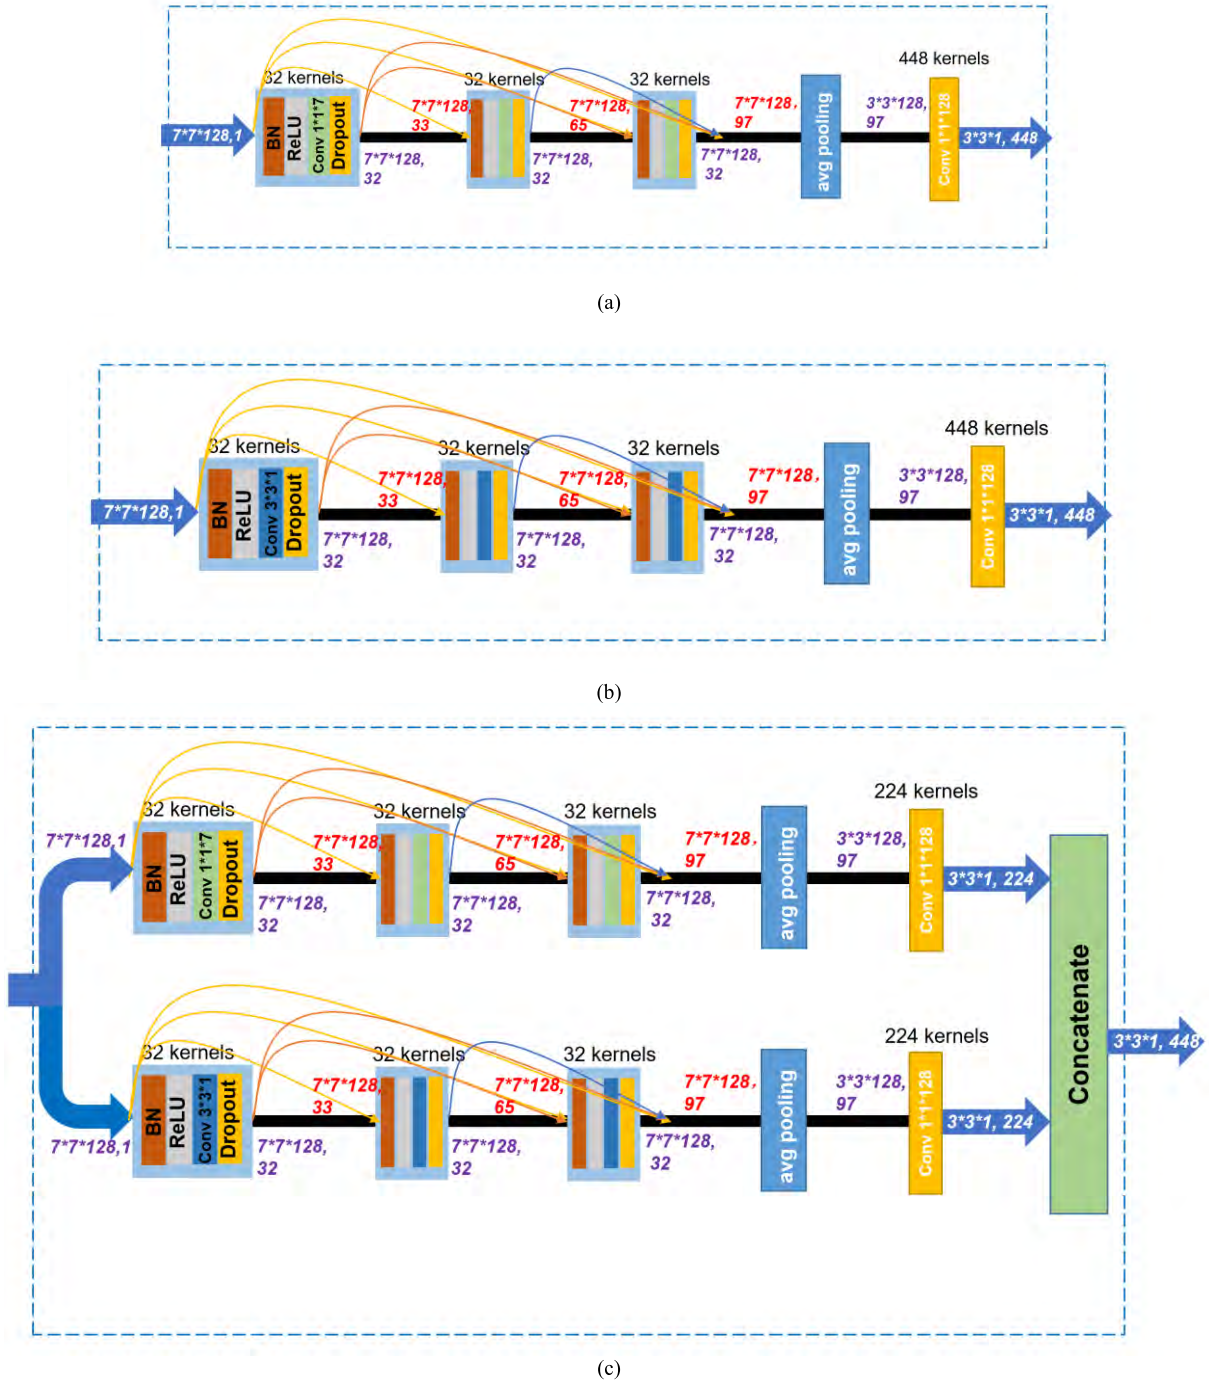 448 kernels
32 kernels
32 kernels
32 kernels
7*7*128,1
BN
ReLU
Conv 1*1*7
Dropout
7*7*128,
33
7*7*128,
32
7*7*128,
65
7*7*128,
32
7*7*128,
97
7*7*128,
32
avg pooling
3*3*128,
97
Conv 1*1*128
3*3*1, 448
(a)
448 kernels
32 kernels
32 kernels
32 kernels
7*7*128,1
BN
ReLU
Conv 3*3*1
Dropout
7*7*128,
33
7*7*128,
32
7*7*128,
65
7*7*128,
32
7*7*128,
97
7*7*128,
32
avg pooling
3*3*128,
97
Conv 1*1*128
3*3*1, 448
(b)
224 kernels
32 kernels
32 kernels
32 kernels
7*7*128,1
BN
ReLU
Conv 1*1*7
Dropout
7*7*128,
33
7*7*128,
32
7*7*128,
65
7*7*128,
32
7*7*128,
97
7*7*128,
32
avg pooling
3*3*128,
97
Conv 1*1*128
3*3*1, 224
224 kernels
32 kernels
32 kernels
32 kernels
7*7*128,1
BN
ReLU
Conv 3*3*1
Dropout
7*7*128,
33
7*7*128,
32
7*7*128,
65
7*7*128,
32
7*7*128,
97
7*7*128,
32
avg pooling
3*3*128,
97
Conv 1*1*128
3*3*1, 224
Concatenate
3*3*1, 448
(c)